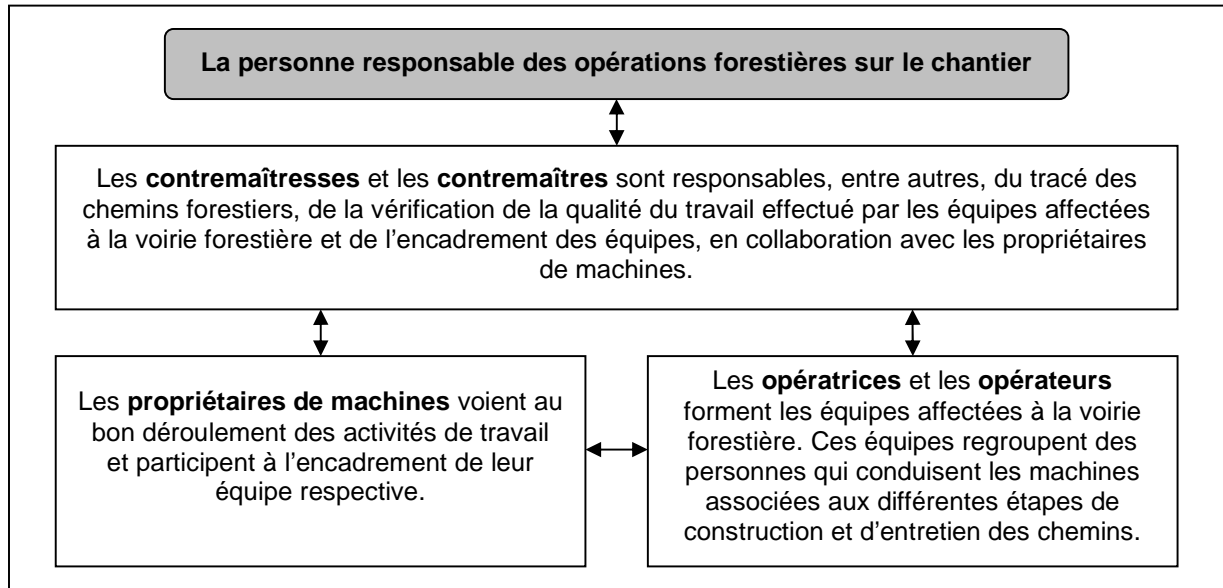 La personne responsable des opérations forestières sur le chantier
Les contremaîtresses et les contremaîtres sont responsables, entre autres, du tracé des
chemins forestiers, de la vérification de la qualité du travail effectué par les équipes affectées
à la voirie forestière et de l’encadrement des équipes, en collaboration avec les propriétaires
de machines.
Les propriétaires de machines voient au
bon déroulement des activités de travail
et participent à l’encadrement de leur
équipe respective.
Les opératrices et les opérateurs
forment les équipes affectées à la voirie
forestière. Ces équipes regroupent des
personnes qui conduisent les machines
associées aux différentes étapes de
construction et d’entretien des chemins.